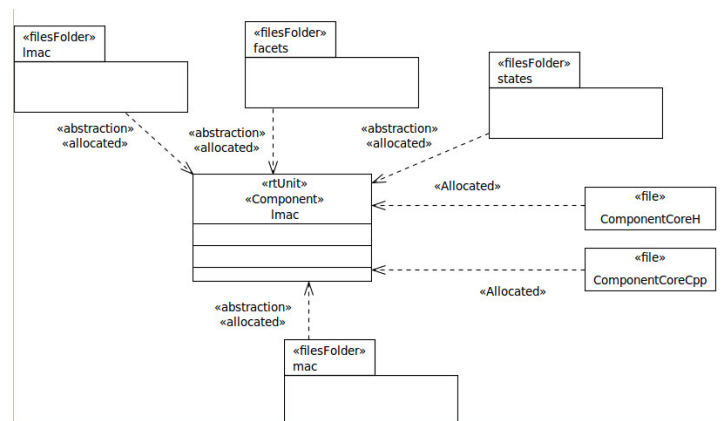 «filesFolder»
lmac
«filesFolder»
facets
«filesFolder»
states
«abstraction»
«allocated»
«abstraction»
«allocated»
«abstraction»
«allocated»
«rtUnit»
«Component»
lmac
«Allocated»
«file»
ComponentCoreH
«file»
ComponentCoreCpp
«Allocated»
«abstraction»
«allocated»
«filesFolder»
mac